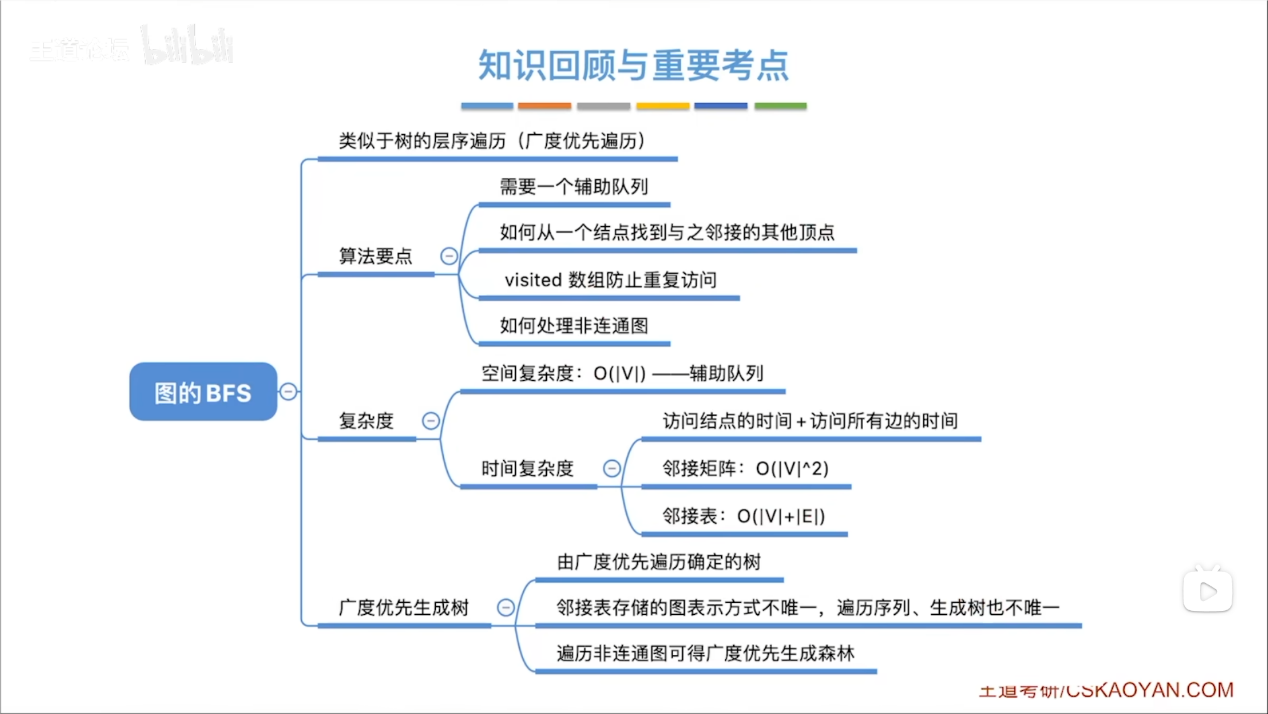 王道论坛 bilibili
知识回顾与重要考点
类似于树的层序遍历（广度优先遍历）
需要一个辅助队列
如何从一个结点找到与之邻接的其他顶点
算法要点
visited 数组防止重复访问
如何处理非连通图
空间复杂度：O(|V|) ——辅助队列
图的BFS
复杂度
访问结点的时间+访问所有边的时间
时间复杂度
邻接矩阵：O(|V|^2)
邻接表：O(|V|+|E|)
由广度优先遍历确定的树
广度优先生成树
邻接表存储的图表示方式不唯一，遍历序列、生成树也不唯一
遍历非连通图可得广度优先生成森林
王道考研/CSKAOYAN.COM